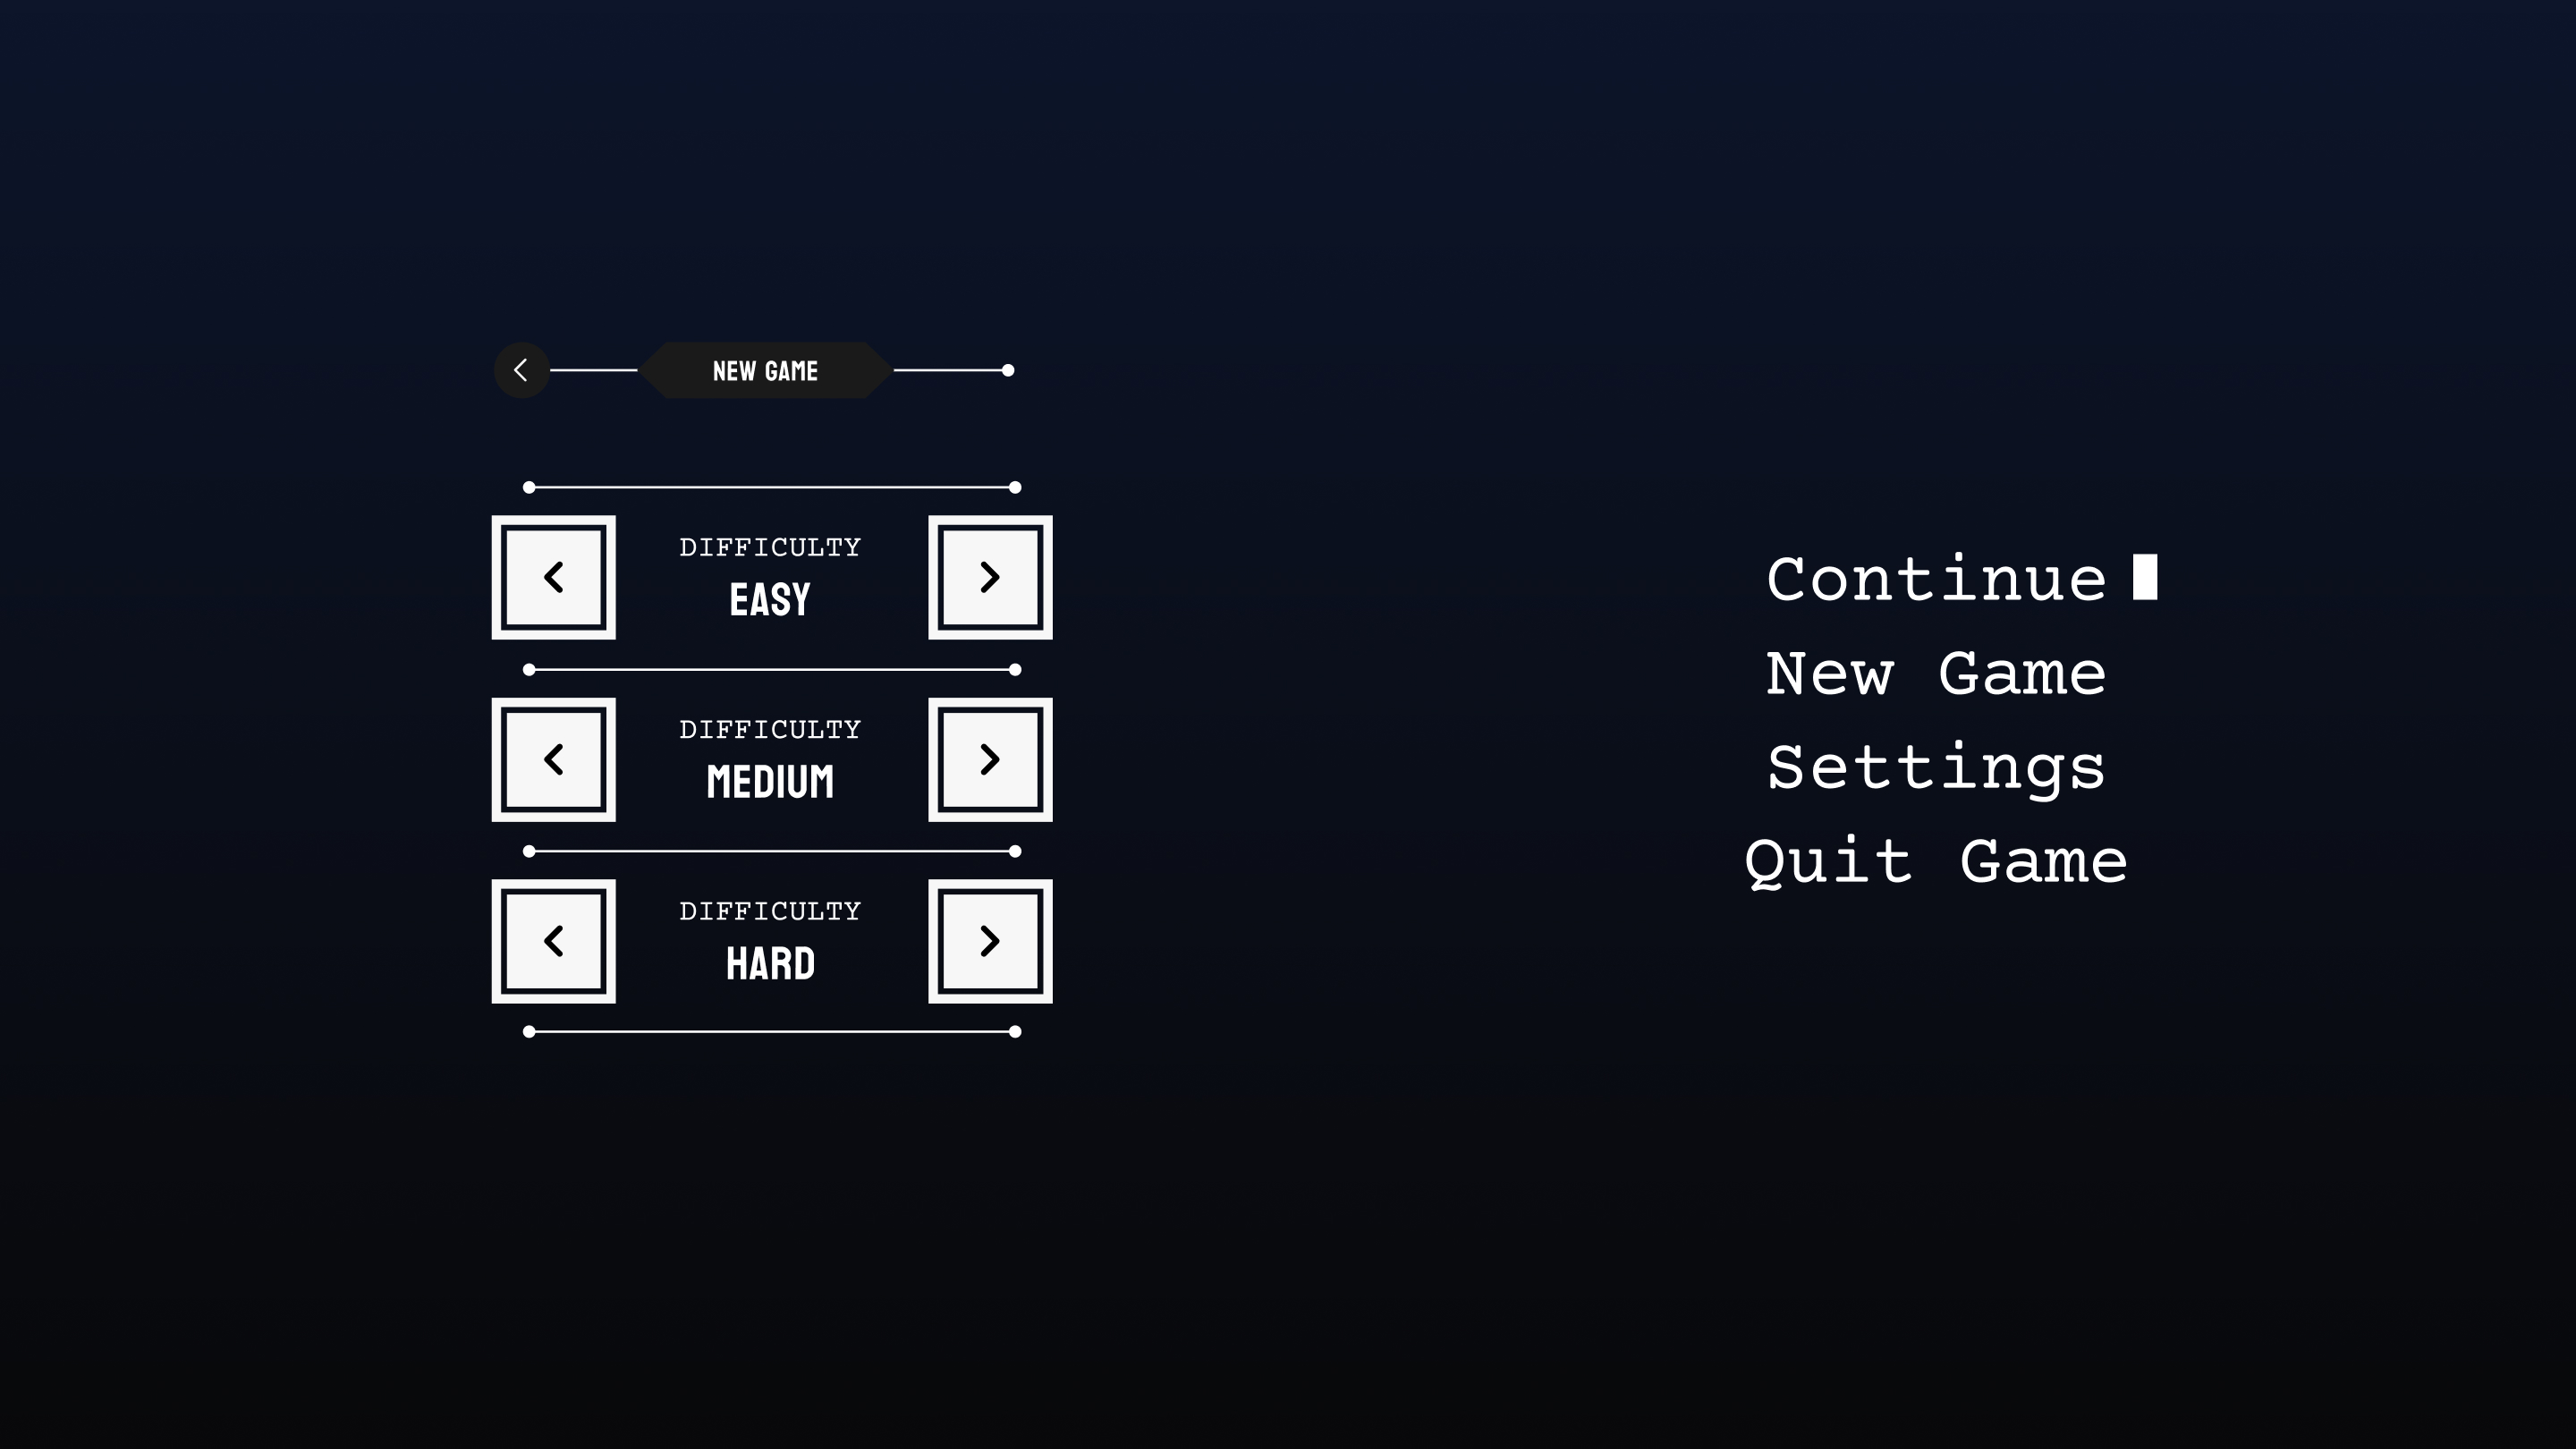 NEW GAME
DIFFICULTY
EASY
DIFFICULTY
MEDIUM
DIFFICULTY
HARD
Continue
New Game
Settings
Quit Game